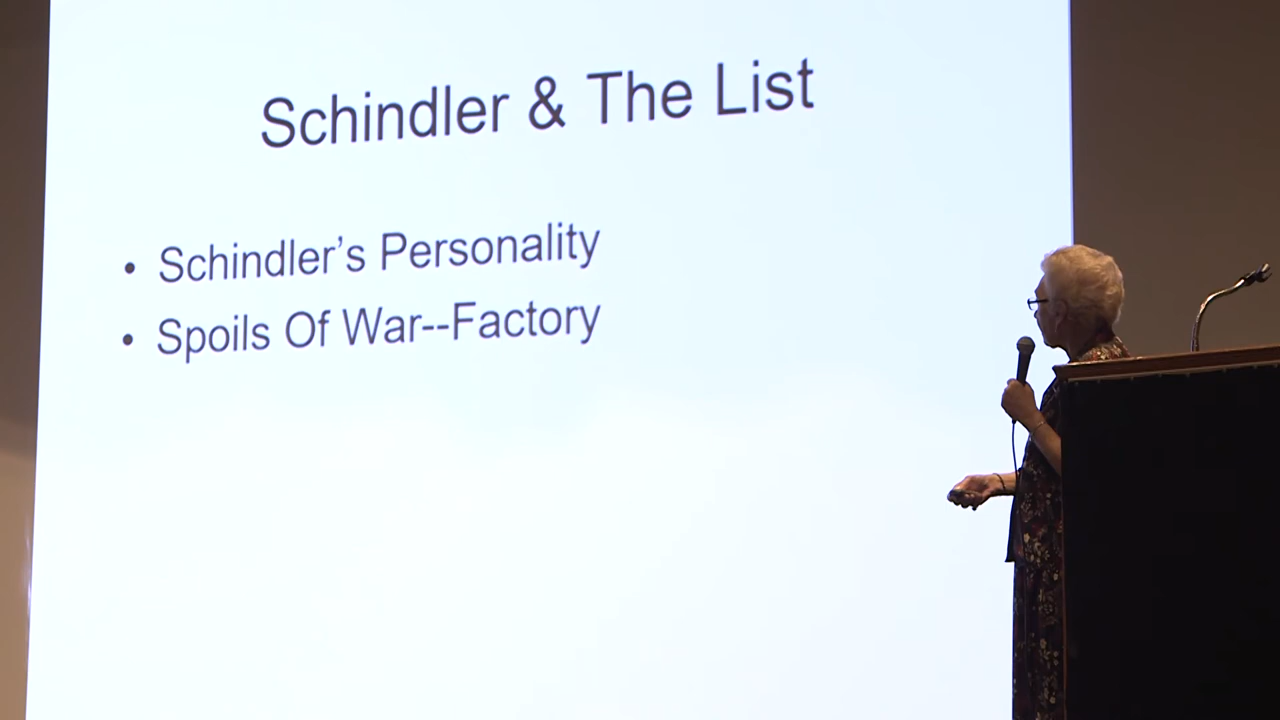 Schindler & The List
• Schindler’s Personality
• Spoils Of War--Factory